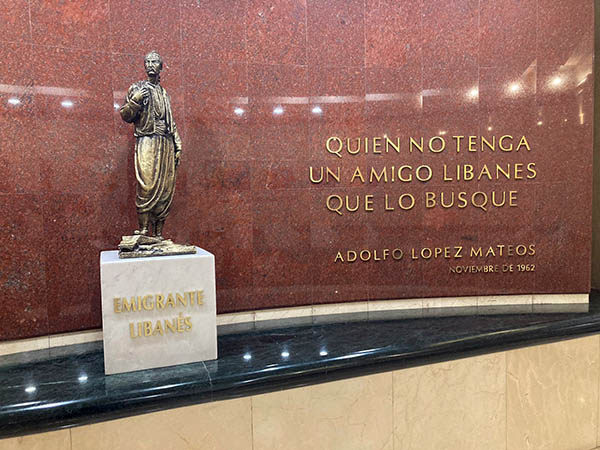 QUIEN NO TENGA
UN AMIGO LIBANES
QUE LO BUSQUE
ADOLFO LOPEZ MATEOS
NOVIEMBRE DE 1962
EMIGRANTE
LIBANÉS